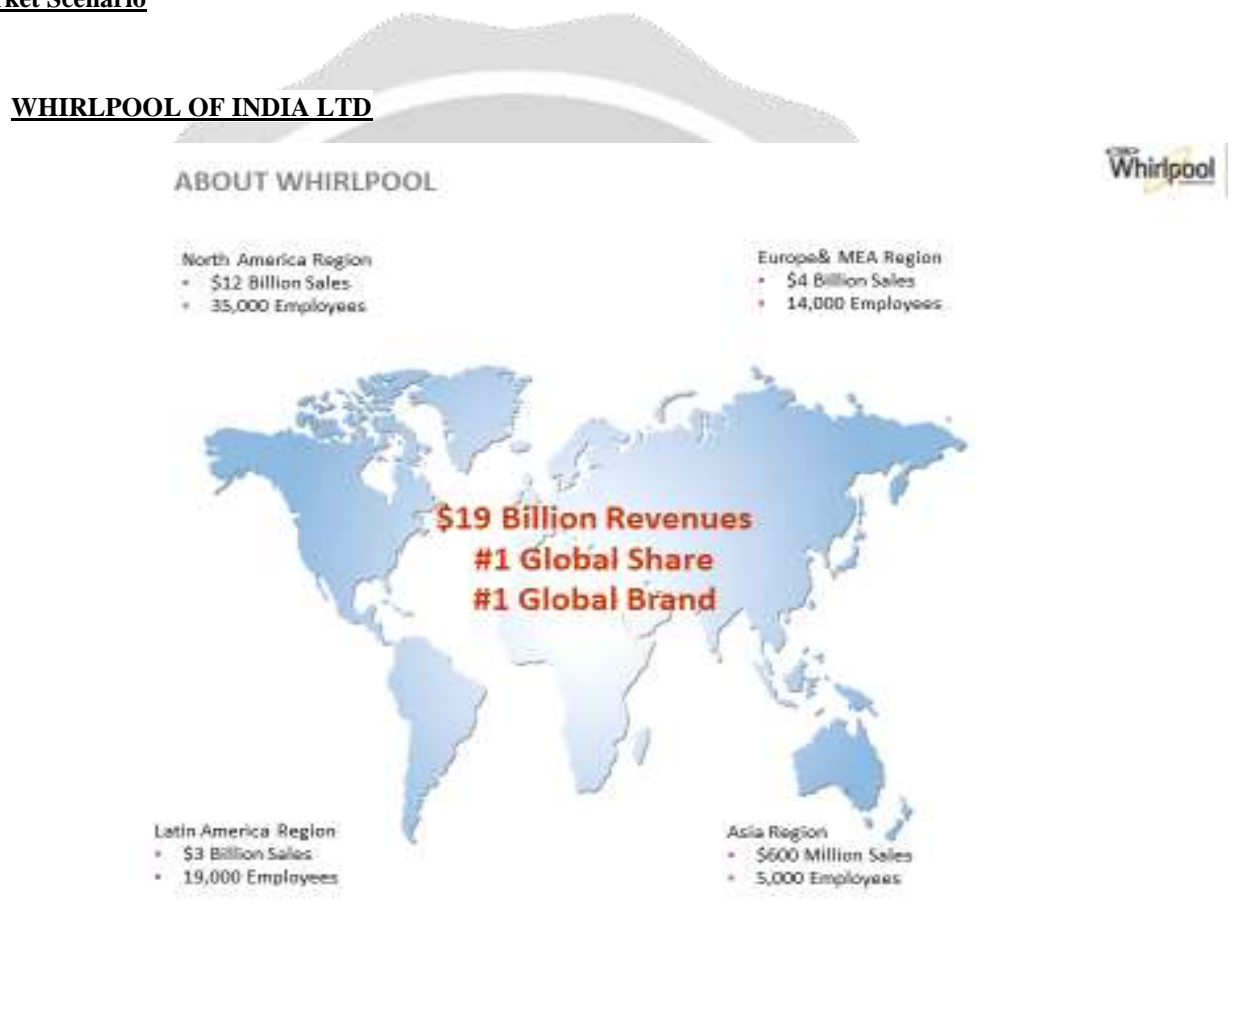 rket Scenario
WHIRLPOOL OF INDIA LTD
ABOUT WHIRLPOOL
Whirlpool
North America Region
• $12 Billion Sales
• 35,000 Employees
Europe& MEA Region
• $4 Billion Sales
• 14,000 Employees
$19 Billion Revenues
#1 Global Share
#1 Global Brand
Latin America Region
• $3 Billion Sales
• 19,000 Employees
Asia Region
• $600 Million Sales
• 5,000 Employees